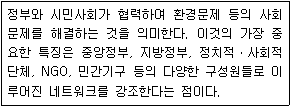 정부와 시민사회가 협력하여 환경문제 등의 사회
문제를 해결하는 것을 의미한다. 이것의 가장 중
요한 특징은 중앙정부, 지방정부, 정치적·사회적
단체, NGO, 민간기구 등의 다양한 구성원들로 이
루어진 네트워크를 강조한다는 점이다.